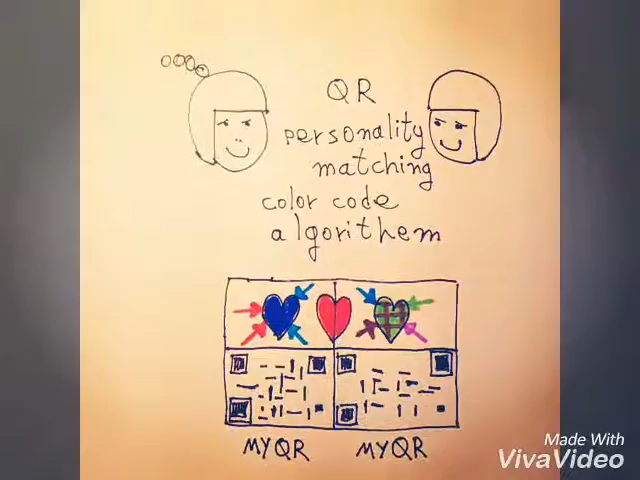 QR
personality
matching
color code
algorithem
MYQR MYQR
Made With
VivaVideo